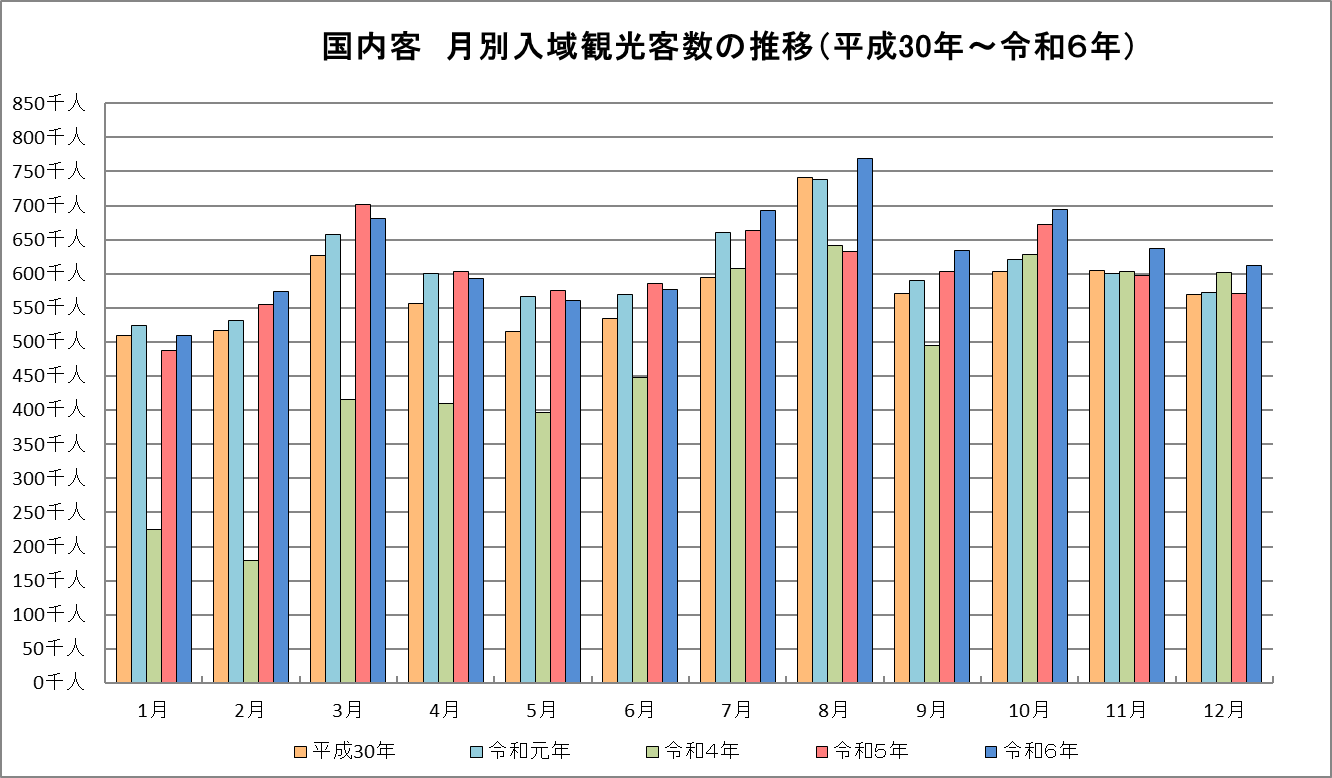 国内客　月別入域観光客数の推移（平成30年～令和６年）
850千人
800千人
750千人
700千人
650千人
600千人
550千人
500千人
450千人
400千人
350千人
300千人
250千人
200千人
150千人
100千人
50千人
0千人
1月 2月 3月 4月 5月 6月 7月 8月 9月 10月 11月 12月
平成30年 令和元年 令和４年 令和５年 令和６年